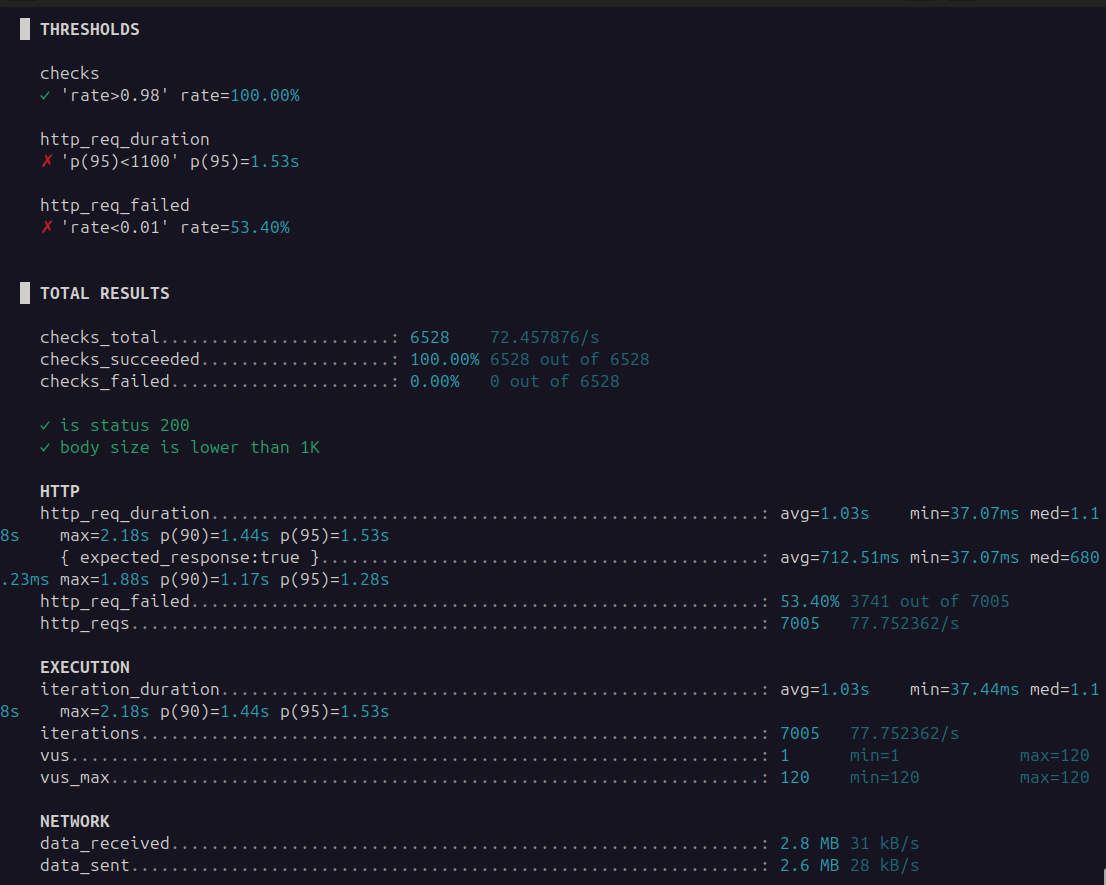 THRESHOLDS
checks
✓ 'rate>0.98' rate=100.00%
http_req_duration
✗ 'p(95)<1100' p(95)=1.53s
http_req_failed
✗ 'rate<0.01' rate=53.40%
TOTAL RESULTS
checks_total.......................: 6528 72.457876/s
checks_succeeded...................: 100.00% 6528 out of 6528
checks_failed......................: 0.00% 0 out of 6528
✓ is status 200
✓ body size is lower than 1K
HTTP
http_req_duration.......................................................: avg=1.03s min=37.07ms med=1.1
8s max=2.18s p(90)=1.44s p(95)=1.53s
{ expected_response:true }............................................: avg=712.51ms min=37.07ms med=680
.23ms max=1.88s p(90)=1.17s p(95)=1.28s
http_req_failed.........................................................: 53.40% 3741 out of 7005
http_reqs...............................................................: 7005 77.752362/s
EXECUTION
iteration_duration......................................................: avg=1.03s min=37.44ms med=1.1
8s max=2.18s p(90)=1.44s p(95)=1.53s
iterations..............................................................: 7005 77.752362/s
vus.....................................................................: 1 min=1 max=120
vus_max.................................................................: 120 min=120 max=120
NETWORK
data_received...........................................................: 2.8 MB 31 kB/s
data_sent...............................................................: 2.6 MB 28 kB/s